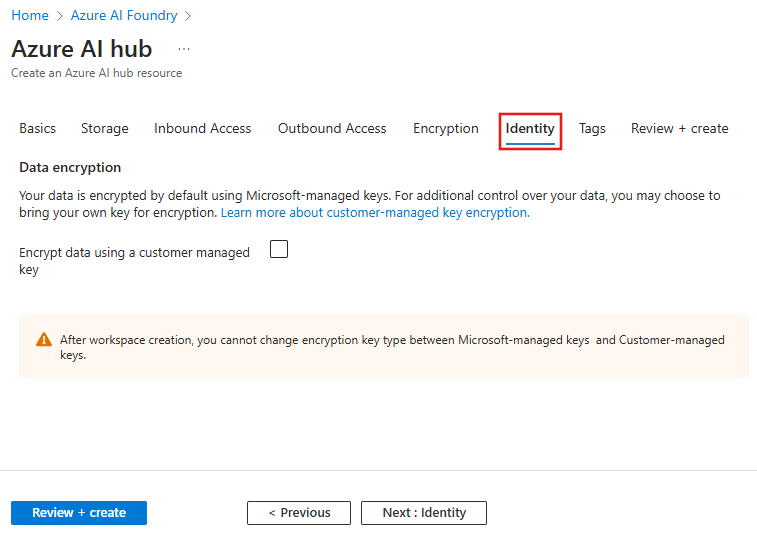 Home > Azure AI Foundry >
Azure AI hub ...
Create an Azure AI hub resource
Basics Storage Inbound Access Outbound Access Encryption Identity Tags Review + create
Data encryption
Your data is encrypted by default using Microsoft-managed keys. For additional control over your data, you may choose to
bring your own key for encryption. Learn more about customer-managed key encryption.
Encrypt data using a customer managed
key
After workspace creation, you cannot change encryption key type between Microsoft-managed keys and Customer-managed
keys.
Review + create < Previous Next : Identity